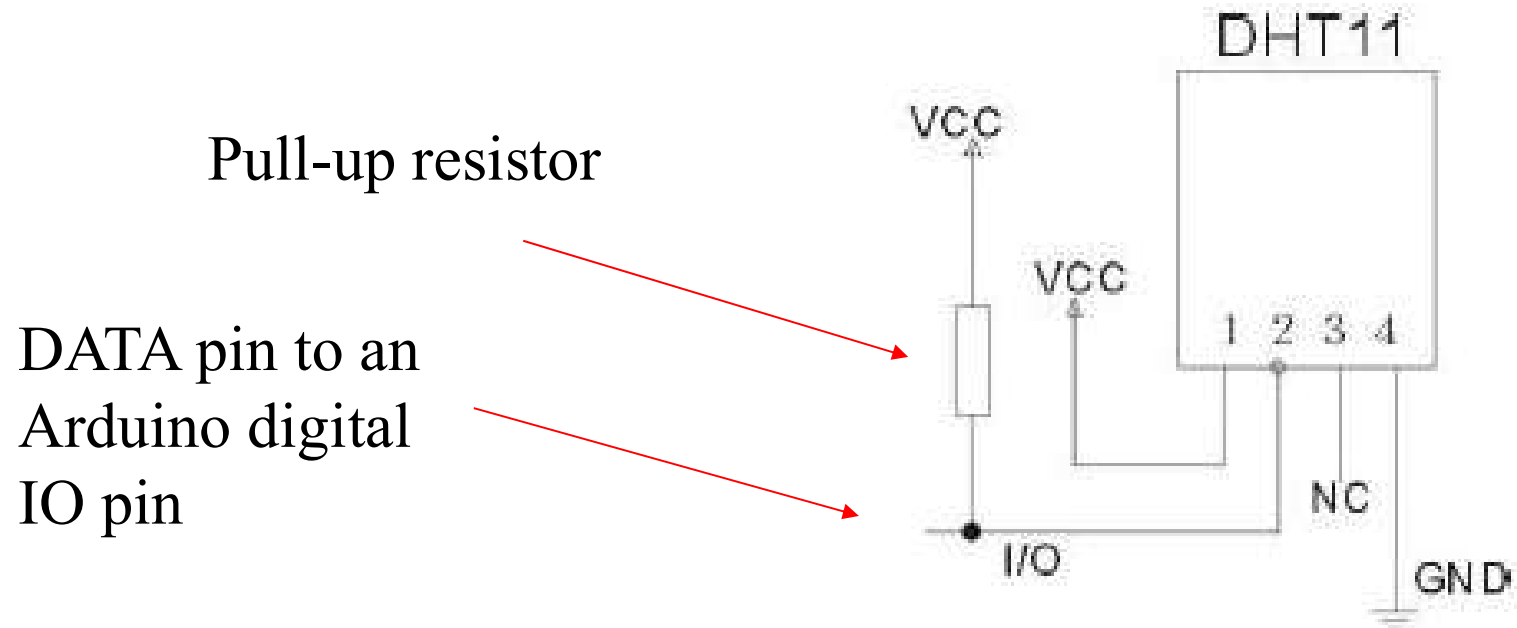 DHT11
VCC
Pull-up resistor
VCC
1 2 3 4
DATA pin to an
Arduino digital
IO pin
NC
I/O
GND